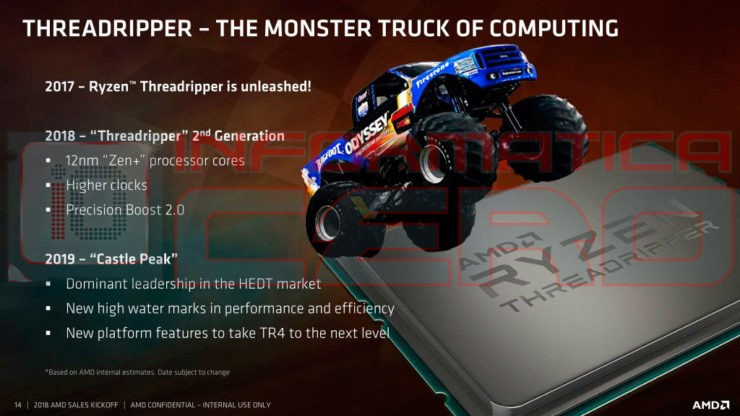 THREADRIPPER – THE MONSTER TRUCK OF COMPUTING
2017 – Ryzen™ Threadripper is unleashed!
2018 – “Threadripper” 2nd Generation
▪ 12nm “Zen+” processor cores
▪ Higher clocks
▪ Precision Boost 2.0
2019 – “Castle Peak”
▪ Dominant leadership in the HEDT market
▪ New high water marks in performance and efficiency
▪ New platform features to take TR4 to the next level
*Based on AMD internal estimates. Date subject to change
14 | 2018 AMD SALES KICKOFF | AMD CONFIDENTIAL – INTERNAL USE ONLY
AMD
Firestone
BIGFOOT
ODYSSEY
INFORMATICA
CERO
AMD
RYZEN
THREADRIPPER